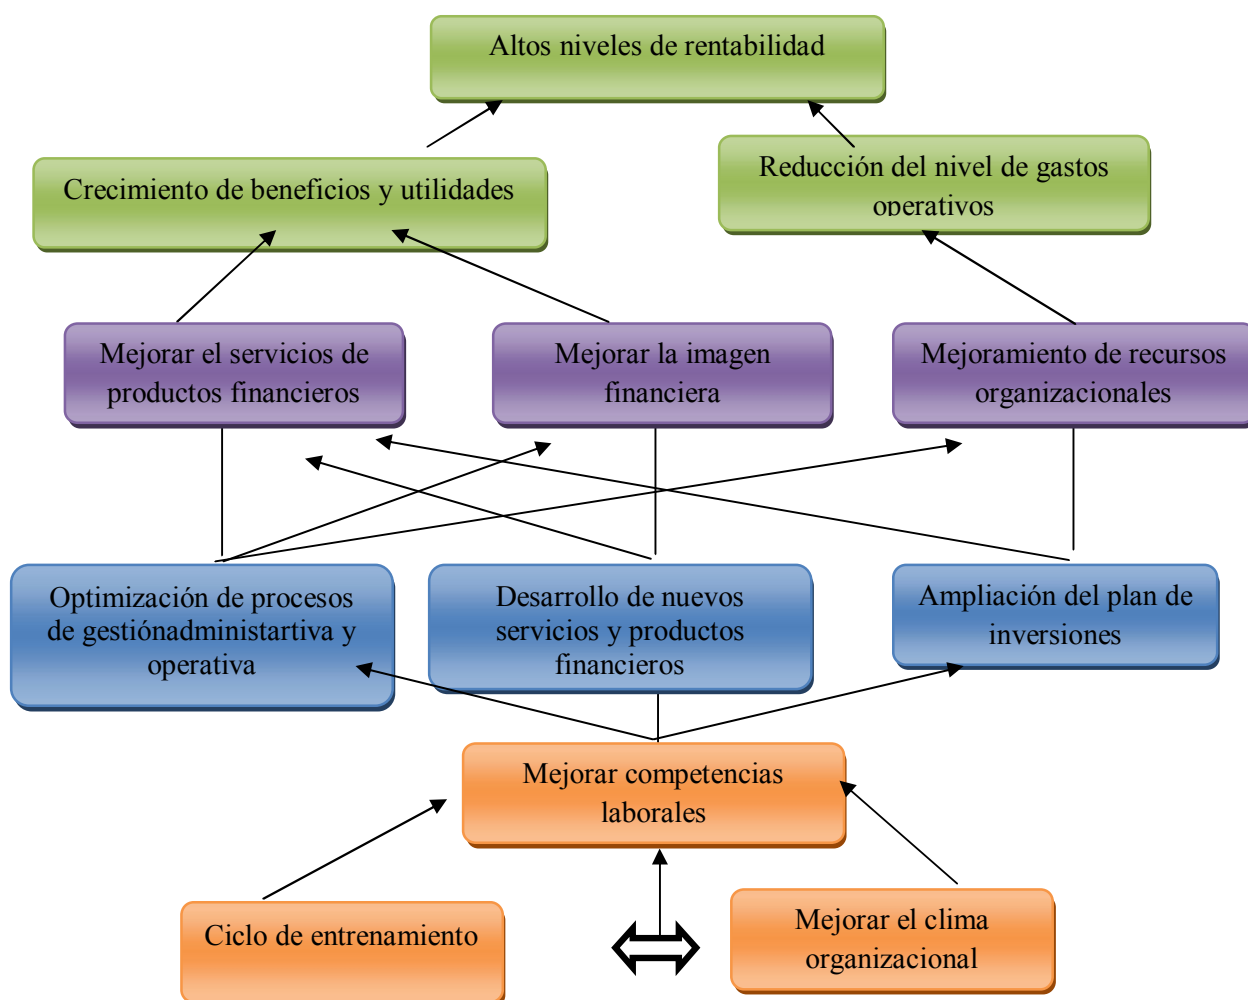 Altos niveles de rentabilidad
Crecimiento de beneficios y utilidades
Reducción del nivel de gastos
operativos
Mejorar el servicios de
productos financieros
Mejorar la imagen
financiera
Mejoramiento de recursos
organizacionales
Optimización de procesos
de gestiónadministartiva y
operativa
Desarrollo de nuevos
servicios y productos
financieros
Ampliación del plan de
inversiones
Mejorar competencias
laborales
Ciclo de entrenamiento
Mejorar el clima
organizacional